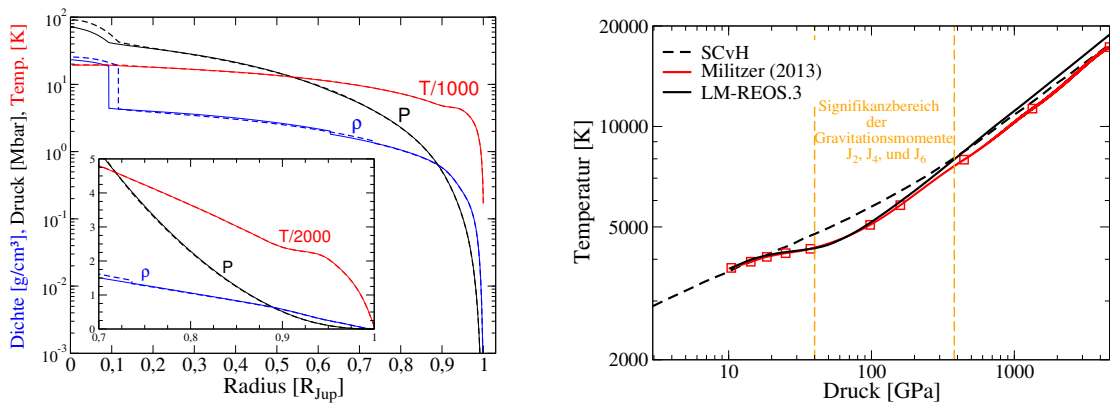 Dichte [g/cm³], Druck [Mbar], Temp. [K]
10²
10¹
10⁰
10⁻¹
10⁻²
10⁻³
T/1000
P
ρ
5
4
3
2
1
0
T/2000
P
ρ
0,7 0,8 0,9 1
0 0,1 0,2 0,3 0,4 0,5 0,6 0,7 0,8 0,9 1
Radius [R_Jup]
Temperatur [K]
20000
10000
5000
2000
SCvH
Militzer (2013)
LM-REOS.3
Signifikanzbereich
der
Gravitationsmomente
J₂, J₄, und J₆
10 100 1000
Druck [GPa]